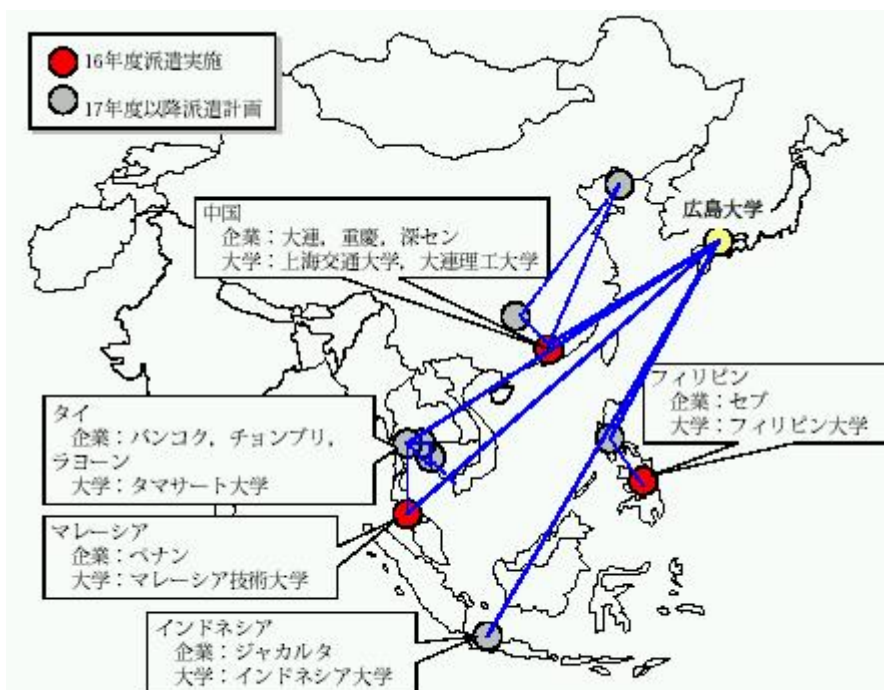 16年度派遣実施
17年度以降派遣計画
広島大学
中国
企業：大連，重慶，深セン
大学：上海交通大学，大連理工大学
フィリピン
企業：セブ
大学：フィリピン大学
タイ
企業：バンコク，チョンブリ，
ラヨーン
大学：タマサート大学
マレーシア
企業：ペナン
大学：マレーシア技術大学
インドネシア
企業：ジャカルタ
大学：インドネシア大学